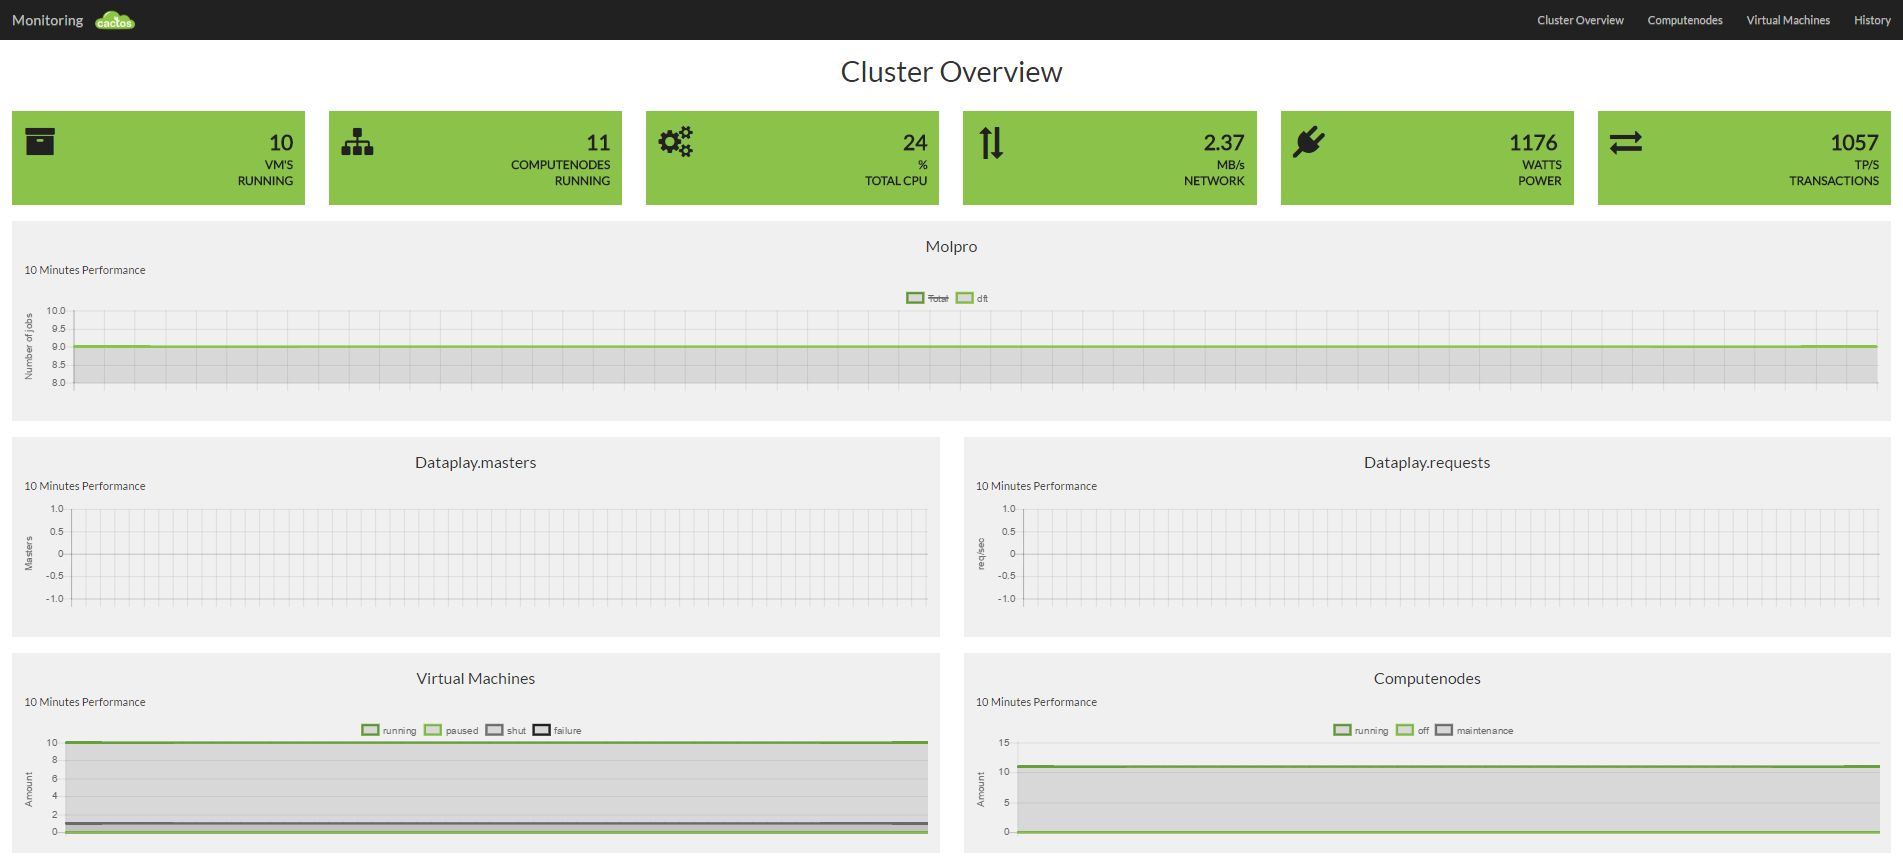 Monitoring cactos Cluster Overview Computenodes Virtual Machines History
Cluster Overview
10
VM'S
RUNNING
11
COMPUTENODES
RUNNING
24
%
TOTAL CPU
2.37
MB/s
NETWORK
1176
WATTS
POWER
1057
TP/S
TRANSACTIONS
Molpro
10 Minutes Performance
Total dft
Number of jobs
10.0
9.5
9.0
8.5
8.0
Dataplay.masters
10 Minutes Performance
Masters
1.0
0.5
0
-0.5
-1.0
Dataplay.requests
10 Minutes Performance
req/sec
1.0
0.5
0
-0.5
-1.0
Virtual Machines
10 Minutes Performance
running paused shut failure
Amount
10
8
6
4
2
0
Computenodes
10 Minutes Performance
running off maintenance
Amount
15
10
5
0